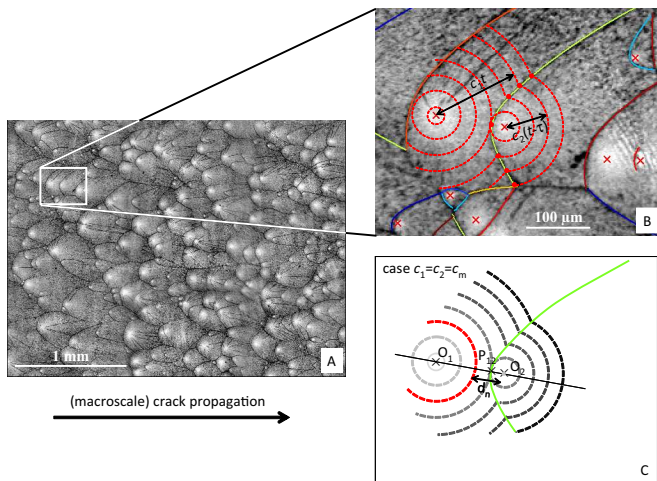 1 mm
A
(macroscale) crack propagation
c₁t
c₂(t-τ)
100 µm
B
case c₁=c₂=cₘ
O₁
P₁₂
O₂
dₙ
C